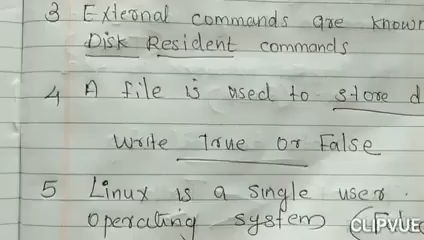 3 External commands are known
Disk Resident commands
4 A file is used to store
Write True or False
5 Linux is a single user
operating system
CLIPVUE